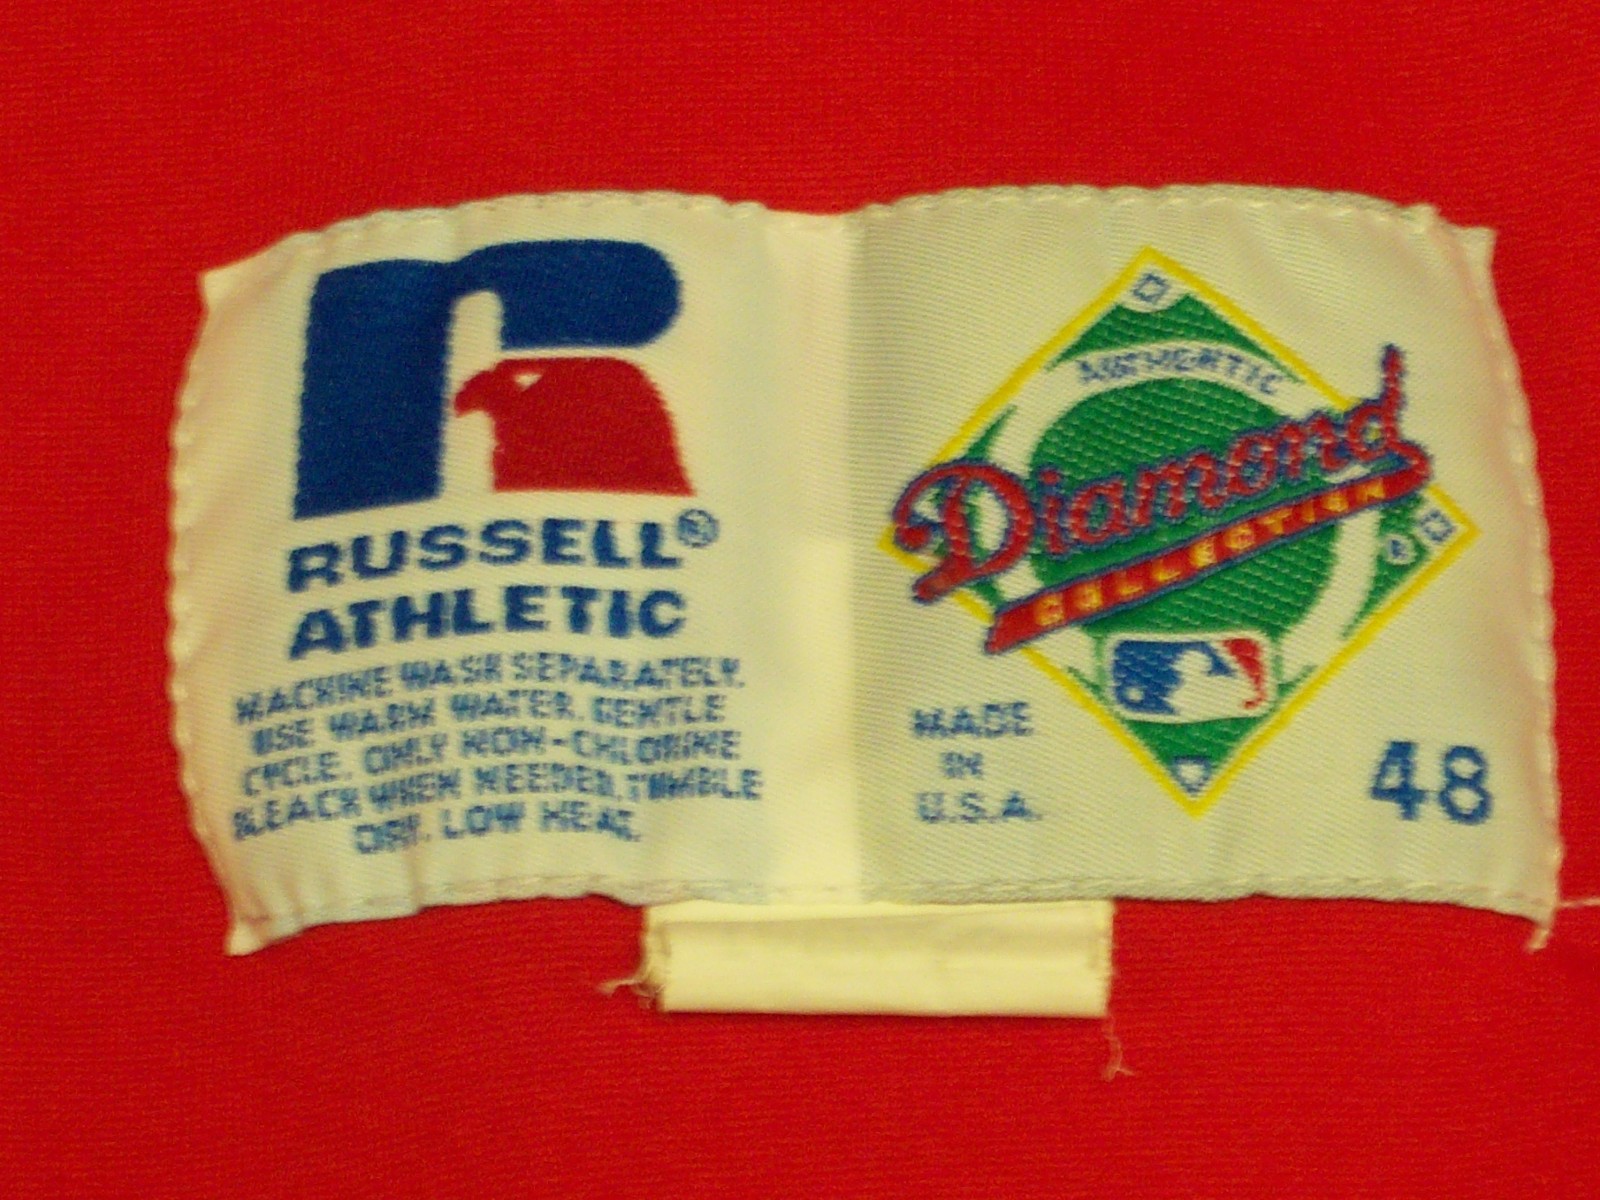 RUSSELL®
ATHLETIC
MACHINE WASH SEPARATELY.
USE WARM WATER. GENTLE
CYCLE. ONLY NON-CHLORINE
BLEACH WHEN NEEDED. TUMBLE
DRY. LOW HEAT.
AUTHENTIC
Diamond
COLLECTION
MADE
IN
U.S.A.
48